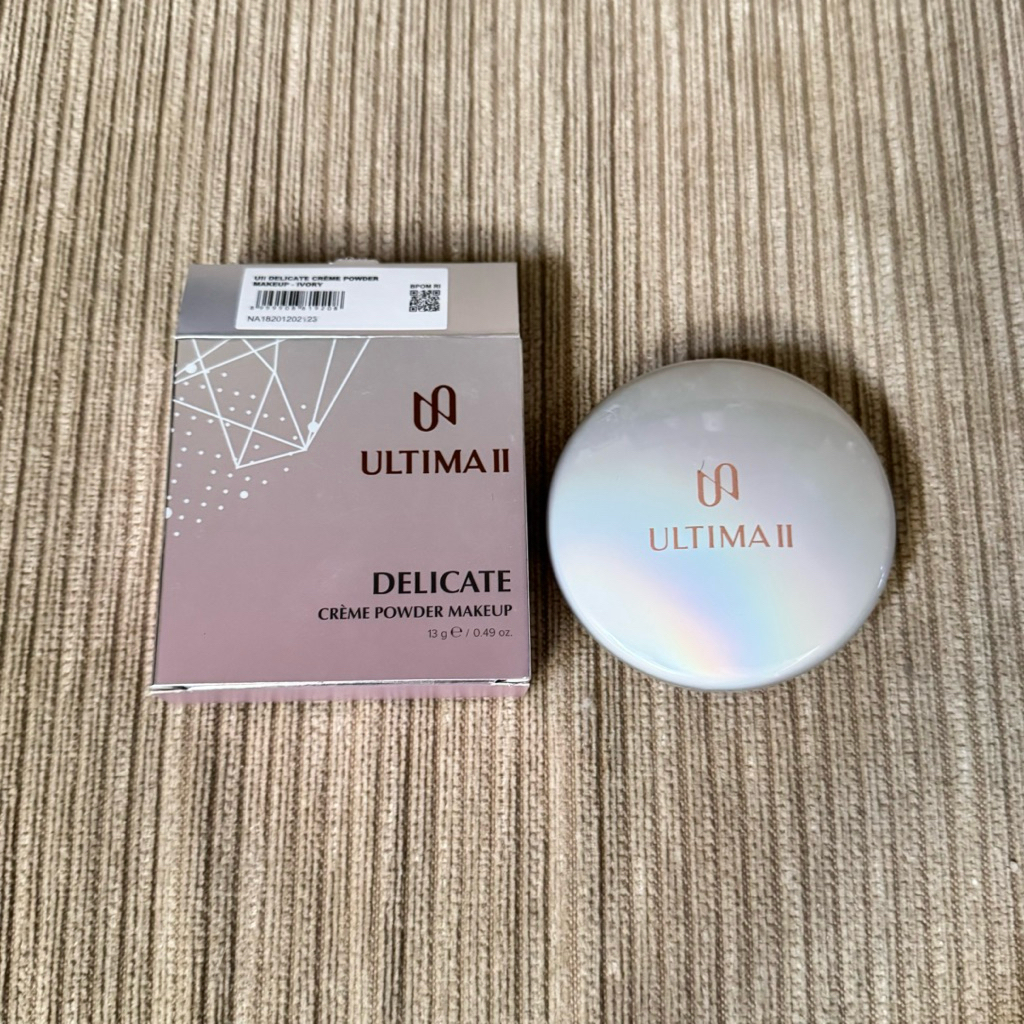 UII DELICATE CRÈME POWDER
MAKEUP - IVORY
BPOM RI
NA18201202123
ULTIMA II
DELICATE
CRÈME POWDER MAKEUP
13 g ℮ / 0.49 oz.
ULTIMA II